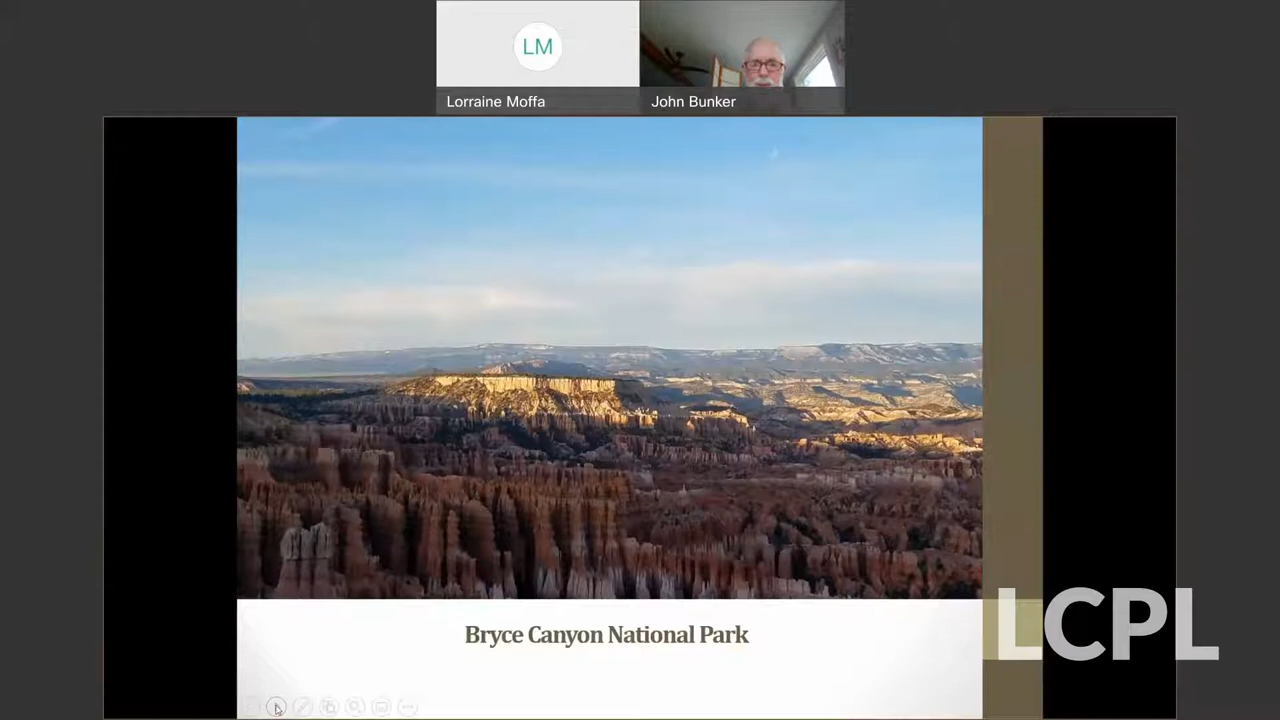 LM
Lorraine Moffa
John Bunker
Bryce Canyon National Park
LCPL